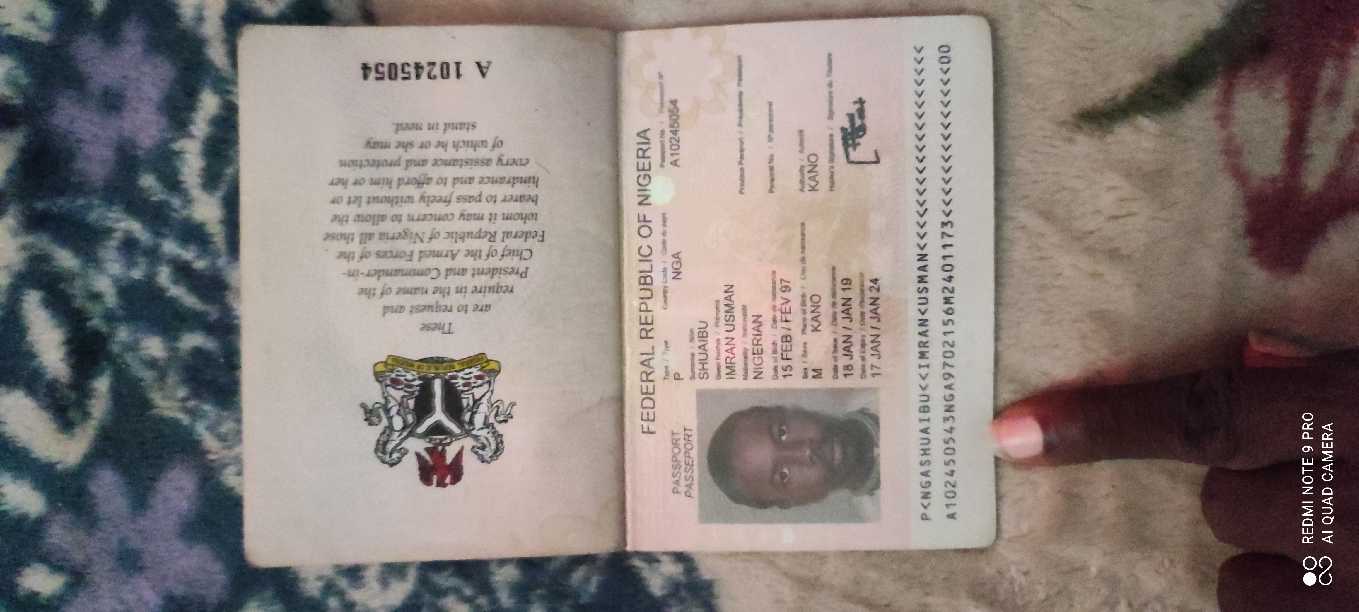 These
are to request and
require in the name of the
President and Commander-in-
Chief of the Armed Forces of the
Federal Republic of Nigeria all those
whom it may concern to allow the
bearer to pass freely without let or
hindrance and to afford him or her
every assistance and protection
of which he or she may
stand in need.
A 10245054
FEDERAL REPUBLIC OF NIGERIA
PASSPORT
PASSEPORT
Type / Type
Country Code / Code du pays
Passport No. / Passeport N°
P
NGA
A10245054
Surname / Nom
SHUAIBU
Given Names / Prénoms
IMRAN USMAN
Nationality / Nationalité
Previous Passport / Précédente Passeport
NIGERIAN
Personal No. / N° personnel
Date of Birth / Date de naissance
15 FEB / FÉV 97
Sex / Sexe Place of Birth / Lieu de naissance
Authority / Autorité
M KANO
KANO
Date of Issue / Date de délivrance
Holder's Signature / Signature du Titulaire
18 JAN / JAN 19
Date of Expiry / Date d'expiration
17 JAN / JAN 24
P<NGASHUAIBU<<IMRAN<USMAN<<<<<<<<<<<<<<<<<<<
A102450543NGA9702156M2401173<<<<<<<<<<<<<<00
REDMI NOTE 9 PRO
AI QUAD CAMERA